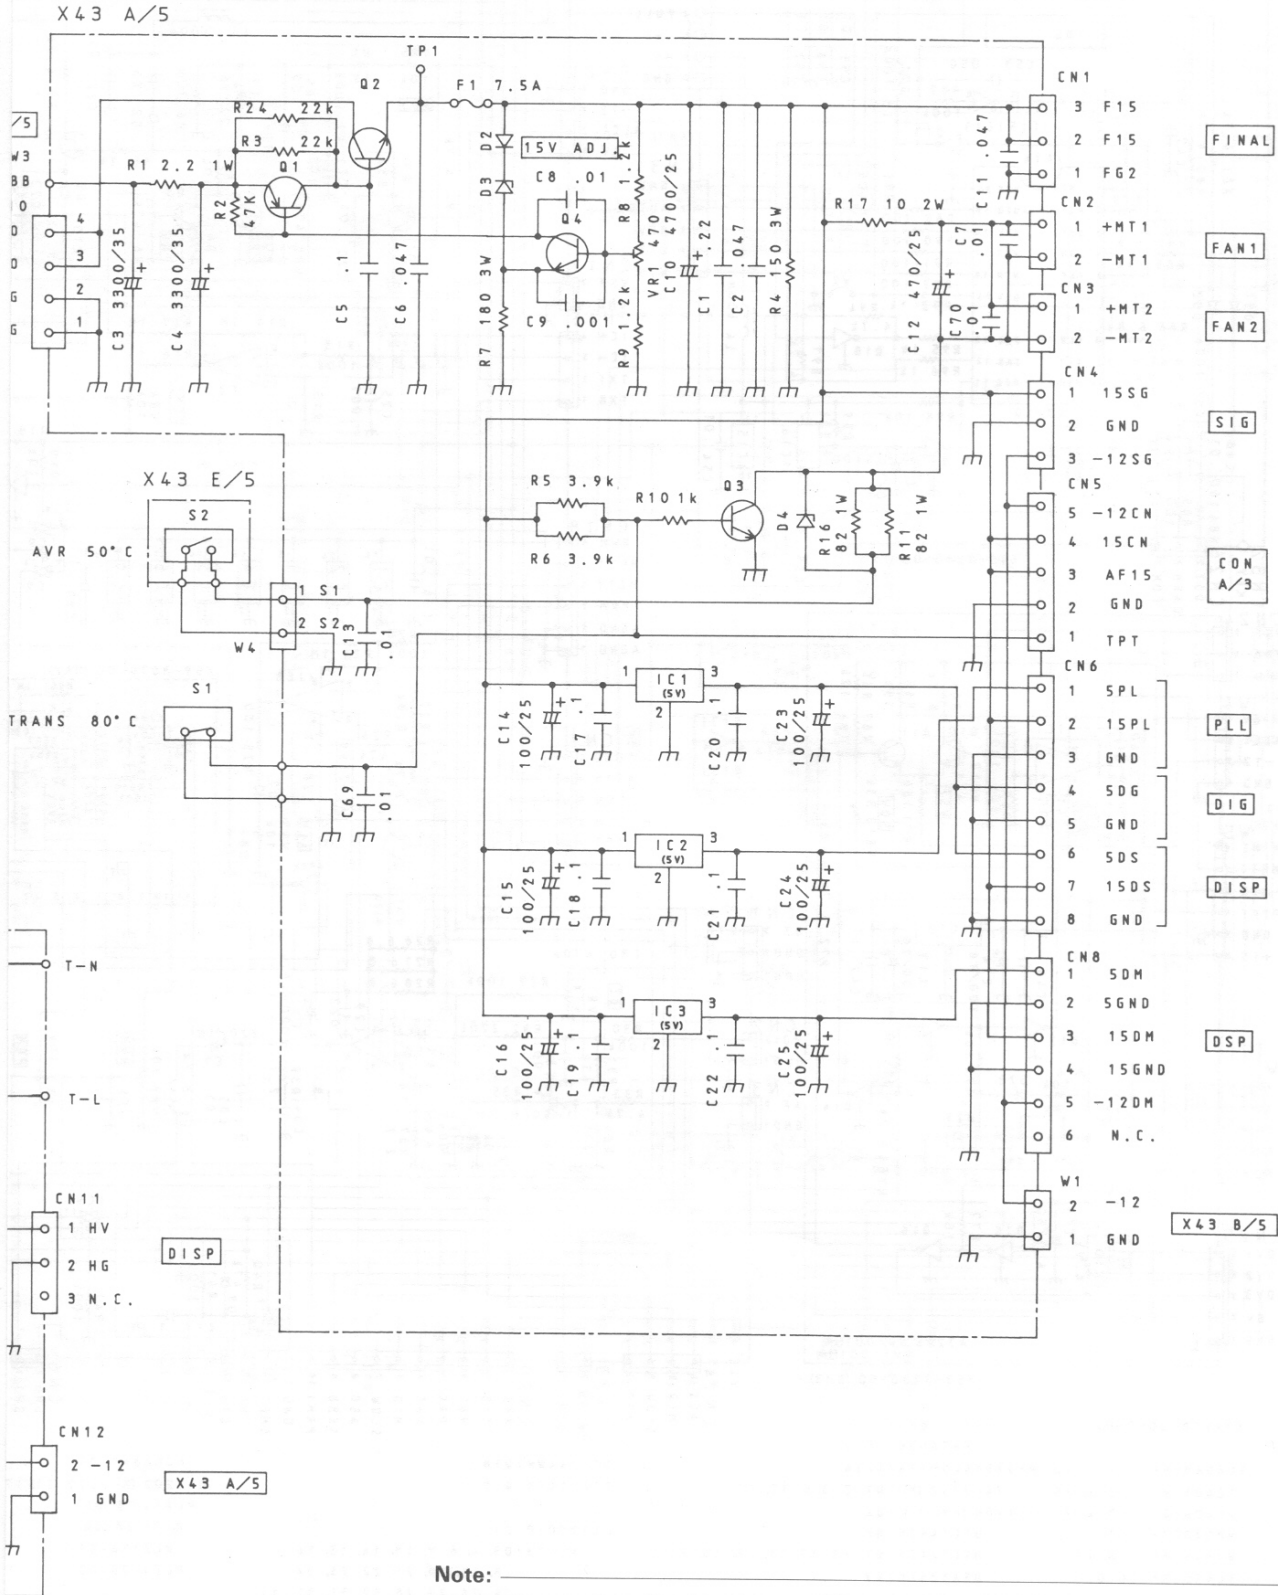 X43 A/5
TP1
Q2
F1 7.5A
CN1
R24 22k
3 F15
/5
R3 22k
D2
15V ADJ.
C11 .047
2 F15
FINAL
W3
R1 2.2 1W
Q1
BB
C8 .01
R8 1.2k
1 FG2
D3
R2 47K
R17 10 2W
CN2
4
Q4
VR1 470
C10 4700/25
C7 .01
1 +MT1
FAN1
3
C3 3300/35
C4 3300/35
C5 .1
C6 .047
C1 .22
C2 .047
R4 150 3W
2 -MT1
C12 470/25
CN3
2
R7 180 3W
C9 .001
R9 1.2k
C70 .01
1 +MT2
FAN2
1
2 -MT2
CN4
1 15SG
2 GND
SIG
3 -12SG
X43 E/5
R5 3.9k
R10 1k
Q3
CN5
S2
D4
R16 82 1W
R11 82 1W
5 -12CN
AVR 50°C
R6 3.9k
4 15CN
3 AF15
CON A/3
1 S1
2 GND
2 S2
C13 .01
1 TPT
W4
CN6
S1
1 IC1 (5V) 3
2
1 5PL
TRANS 80°C
C14 100/25
C17 .1
C20 .1
C23 100/25
2 15PL
PLL
3 GND
C69 .01
4 5DG
DIG
5 GND
1 IC2 (5V) 3
2
6 5DS
C15 100/25
C18 .1
C21 .1
C24 100/25
7 15DS
DISP
8 GND
T-N
CN8
1 5DM
1 IC3 (5V) 3
2
2 5GND
C16 100/25
C19 .1
C22 .1
C25 100/25
3 15DM
DSP
4 15GND
T-L
5 -12DM
6 N.C.
W1
CN11
2 -12
1 HV
X43 B/5
DISP
1 GND
2 HG
3 N.C.
CN12
2 -12
X43 A/5
1 GND
Note: